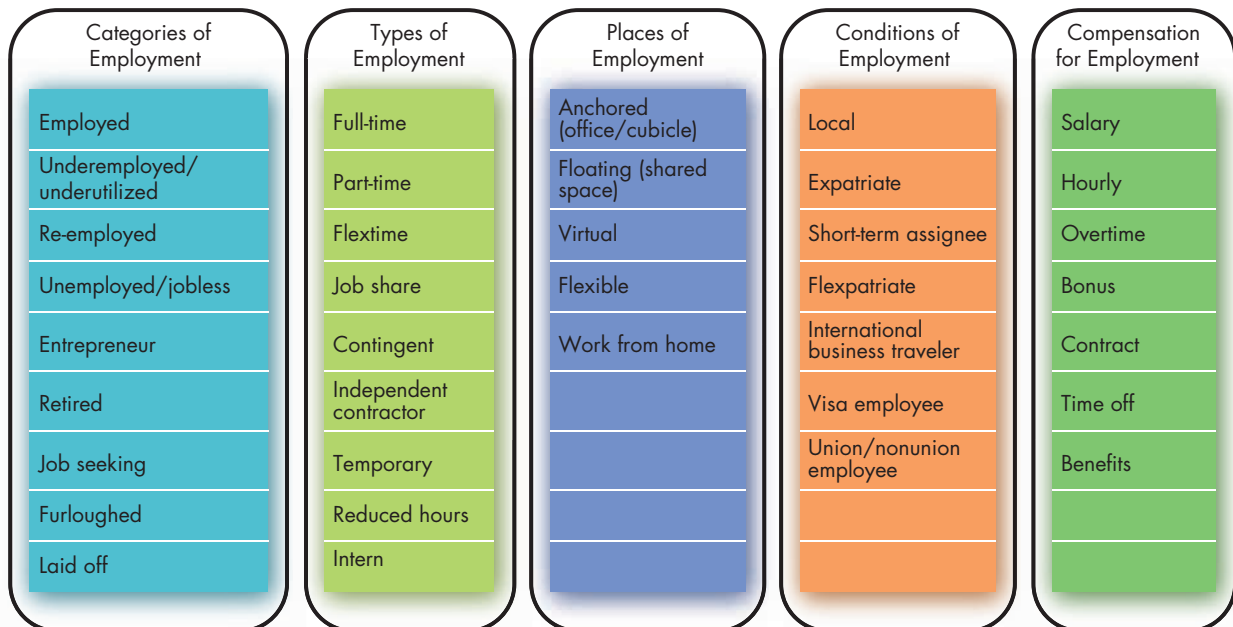 Categories of
Employment
Employed
Underemployed/
underutilized
Re-employed
Unemployed/jobless
Entrepreneur
Retired
Job seeking
Furloughed
Laid off
Types of
Employment
Full-time
Part-time
Flextime
Job share
Contingent
Independent
contractor
Temporary
Reduced hours
Intern
Places of
Employment
Anchored
(office/cubicle)
Floating (shared
space)
Virtual
Flexible
Work from home
Conditions of
Employment
Local
Expatriate
Short-term assignee
Flexpatriate
International
business traveler
Visa employee
Union/nonunion
employee
Compensation
for Employment
Salary
Hourly
Overtime
Bonus
Contract
Time off
Benefits